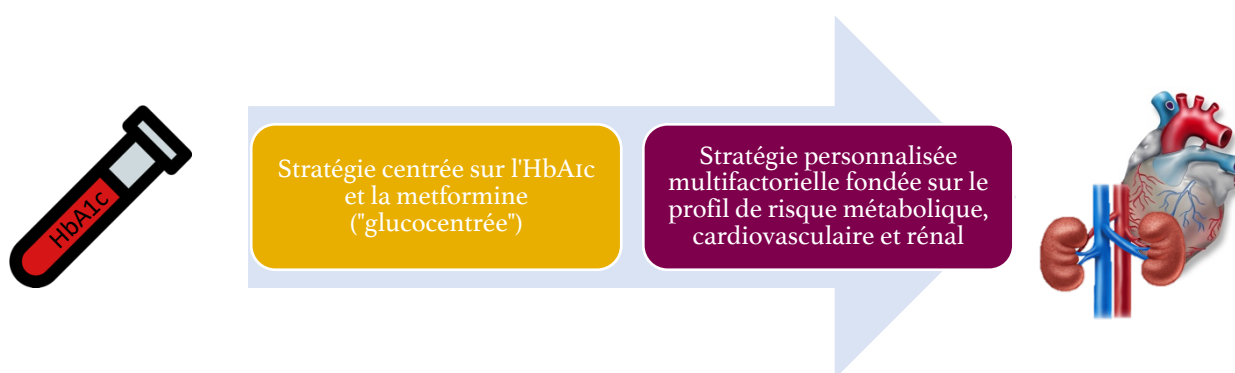 HbA1c
Stratégie centrée sur l'HbA1c
et la metformine
("glucocentrée")
Stratégie personnalisée
multifactorielle fondée sur le
profil de risque métabolique,
cardiovasculaire et rénal